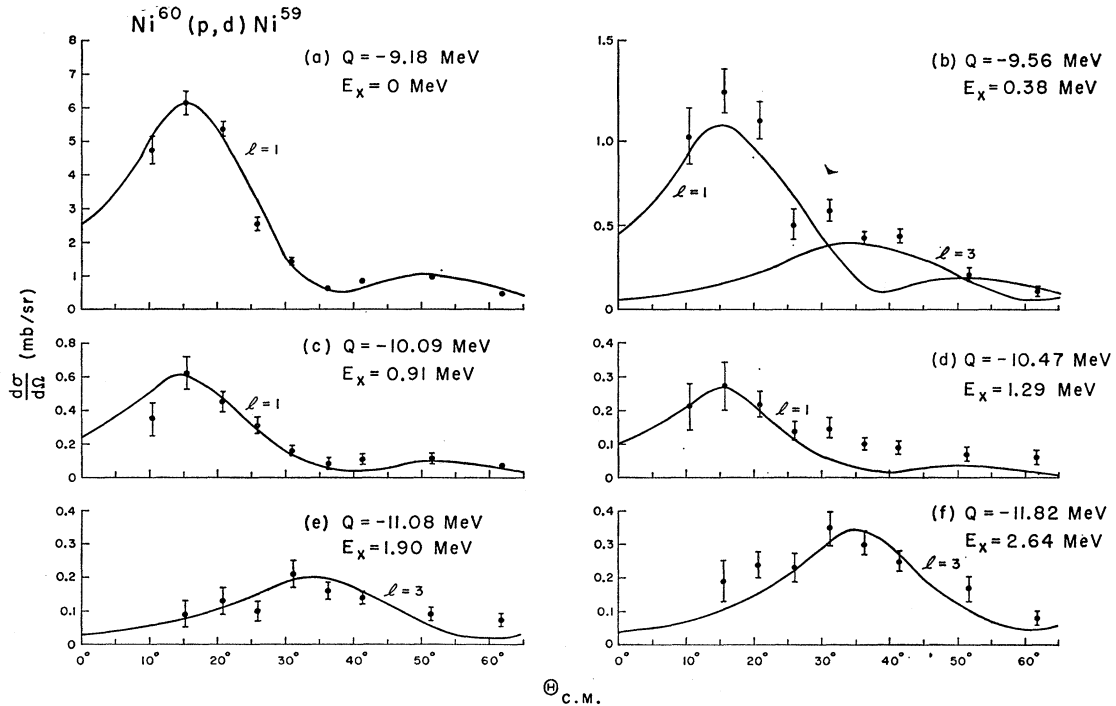 Ni⁶⁰ (p,d) Ni⁵⁹
dσ/dΩ (mb/sr)
(a) Q = -9.18 MeV
Eₓ = 0 MeV
8
7
6
5
4
3
2
1
0
ℓ = 1
(b) Q = -9.56 MeV
Eₓ = 0.38 MeV
1.5
1.0
0.5
0
ℓ = 1
ℓ = 3
(c) Q = -10.09 MeV
Eₓ = 0.91 MeV
0.8
0.6
0.4
0.2
0
ℓ = 1
(d) Q = -10.47 MeV
Eₓ = 1.29 MeV
0.4
0.3
0.2
0.1
0
ℓ = 1
(e) Q = -11.08 MeV
Eₓ = 1.90 MeV
0.4
0.3
0.2
0.1
0
ℓ = 3
0° 10° 20° 30° 40° 50° 60°
(f) Q = -11.82 MeV
Eₓ = 2.64 MeV
0.4
0.3
0.2
0.1
0
ℓ = 3
0° 10° 20° 30° 40° 50° 60°
Θ C.M.